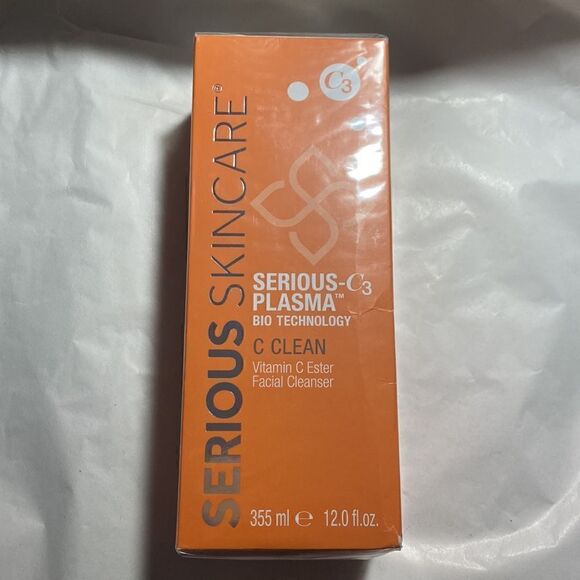 SERIOUS SKINCARE®
C3
SERIOUS-C3
PLASMA™
BIO TECHNOLOGY
C CLEAN
Vitamin C Ester
Facial Cleanser
355 ml ℮ 12.0 fl.oz.